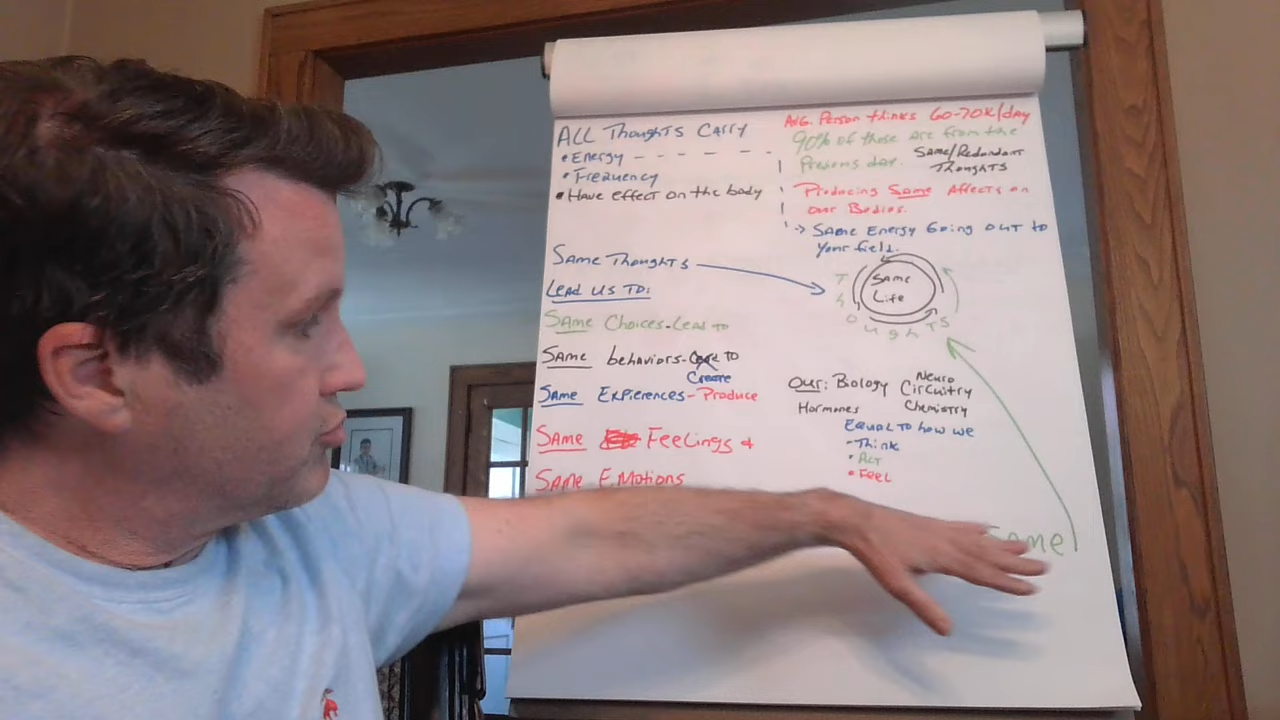 ALL Thoughts Carry
• Energy - - - - - -
• Frequency
• Have effect on the body
AVG. Person thinks 60-70K/day
90% of those are from the
Previous day. SAME/Redundant
Thoughts
Producing Same Affects on
our Bodies.
-> SAME Energy Going OUT to
Your field.
Same Thoughts
Lead Us TO:
SAME Choices - Lead to
SAME behaviors - to
Create
Same Expierences - Produce
SAME Feelings &
SAME EMotions
SAME
Life
ThoughTS
Our: Biology Neuro
Circuitry
Hormones Chemistry
Equal to how we
- Think
• Act
• Feel
Same